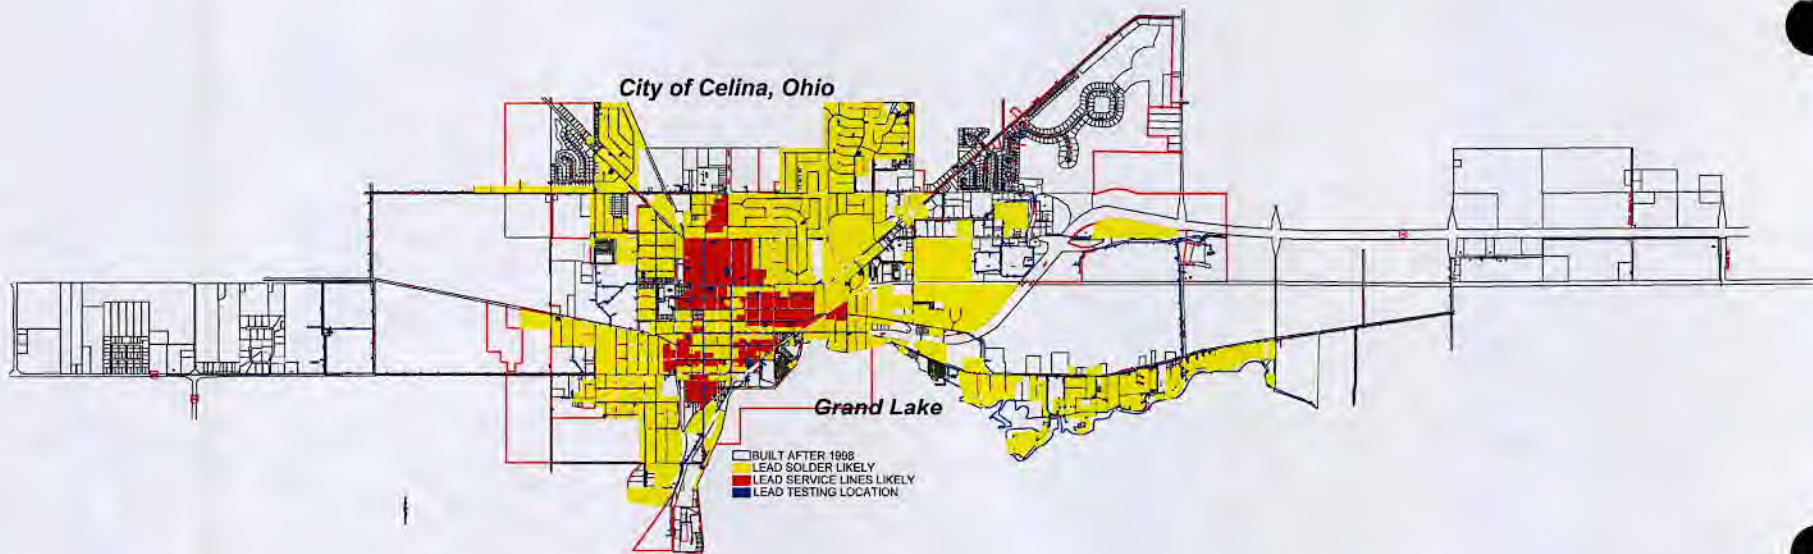 City of Celina, Ohio
Grand Lake
BUILT AFTER 1998
LEAD SOLDER LIKELY
LEAD SERVICE LINES LIKELY
LEAD TESTING LOCATION